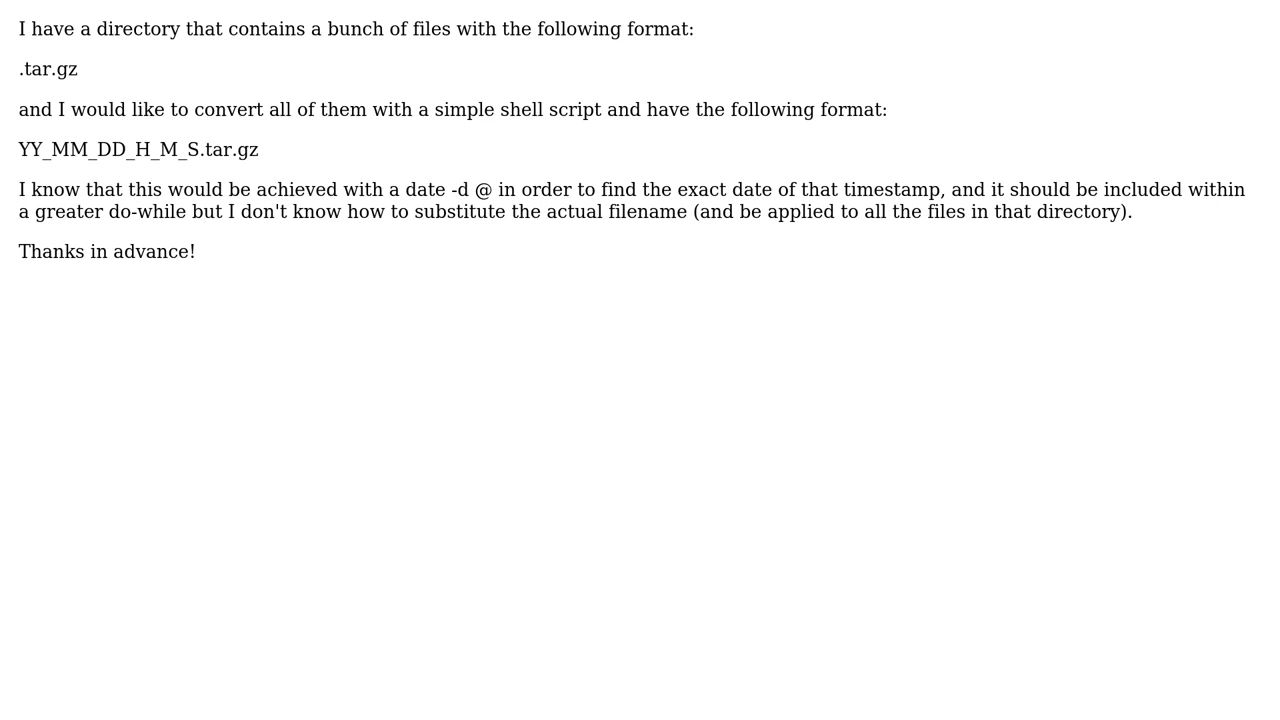 I have a directory that contains a bunch of files with the following format:
.tar.gz
and I would like to convert all of them with a simple shell script and have the following format:
YY_MM_DD_H_M_S.tar.gz
I know that this would be achieved with a date -d @ in order to find the exact date of that timestamp, and it should be included within
a greater do-while but I don't know how to substitute the actual filename (and be applied to all the files in that directory).
Thanks in advance!